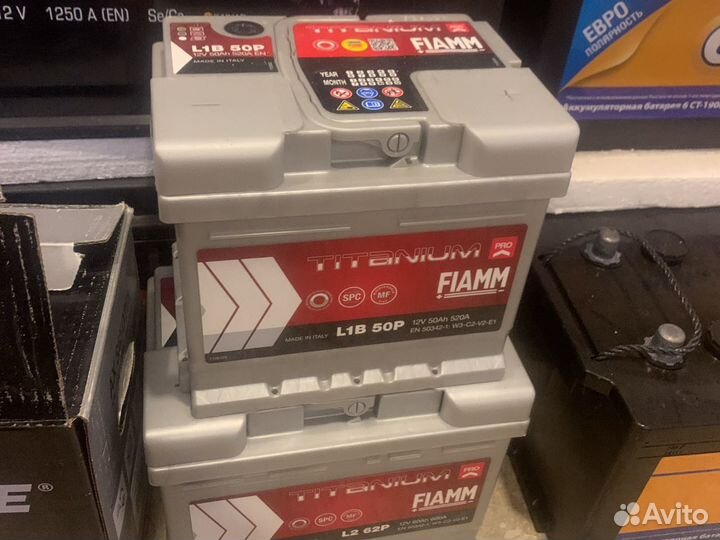 12 V 1250 A (EN)
L1B 50P
12V 50Ah 520A EN
MADE IN ITALY
TITANIUM
FIAMM
YEAR
MONTH
ЕВРО
ПОЛЯРНОСТЬ
Аккумуляторная батарея 6 СТ-190
TITANIUM PRO
FIAMM
SPC
MF
MADE IN ITALY
L1B 50P
12V 50Ah 520A
EN 50342-1: W3-C2-V2-E1
TITANIUM PRO
FIAMM
SPC
MF
L2 62P
E®
Avito